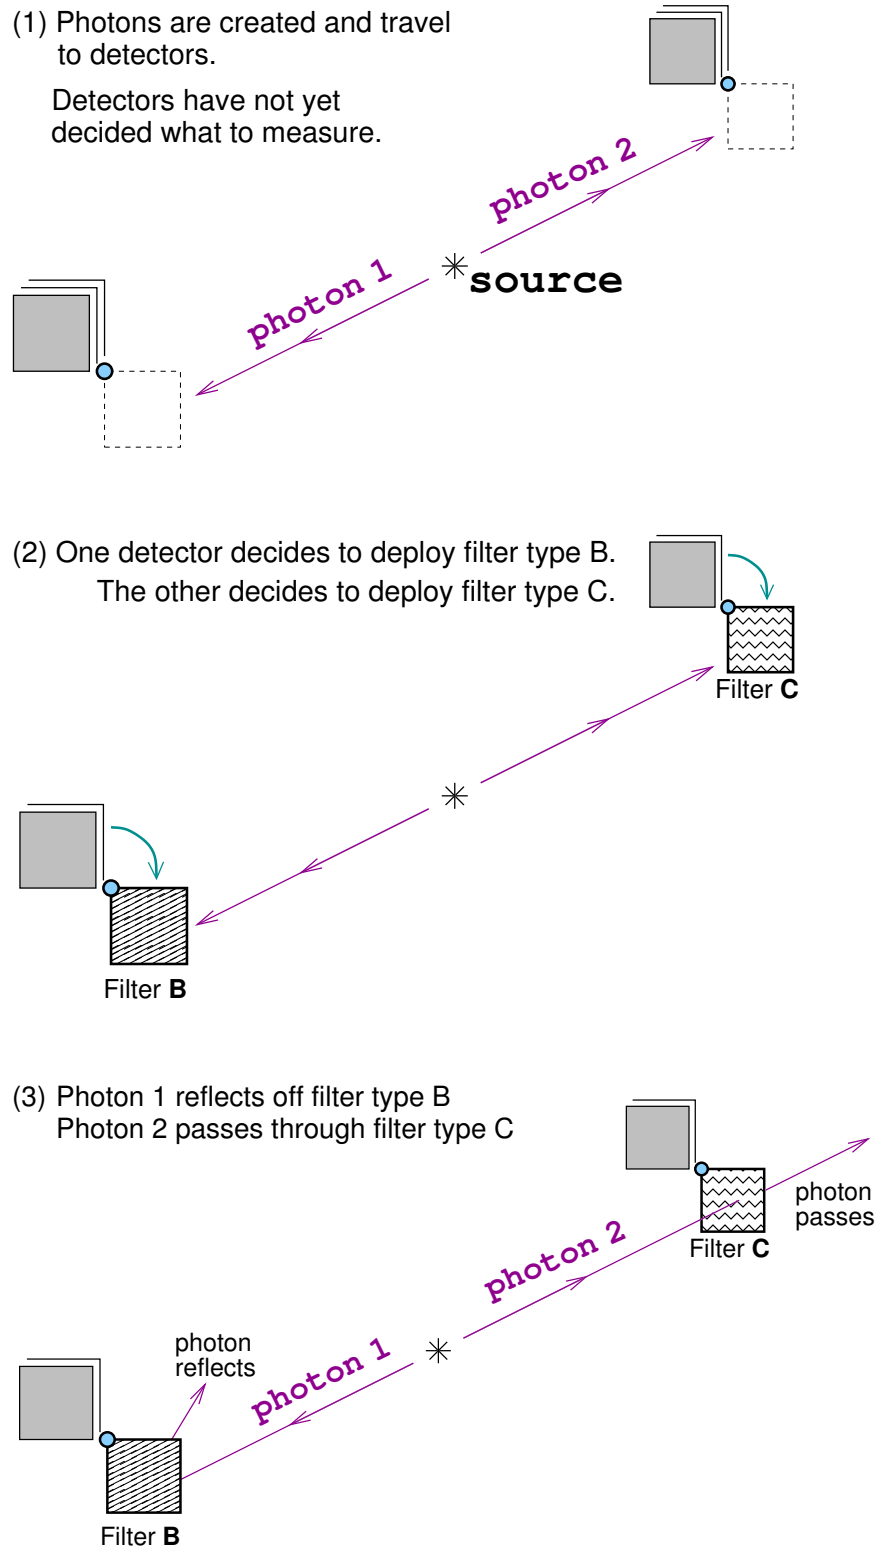 (1) Photons are created and travel
to detectors.
Detectors have not yet
decided what to measure.
photon 2
photon 1
source
(2) One detector decides to deploy filter type B.
The other decides to deploy filter type C.
Filter C
Filter B
(3) Photon 1 reflects off filter type B
Photon 2 passes through filter type C
photon
passes
Filter C
photon 2
photon
reflects
photon 1
Filter B